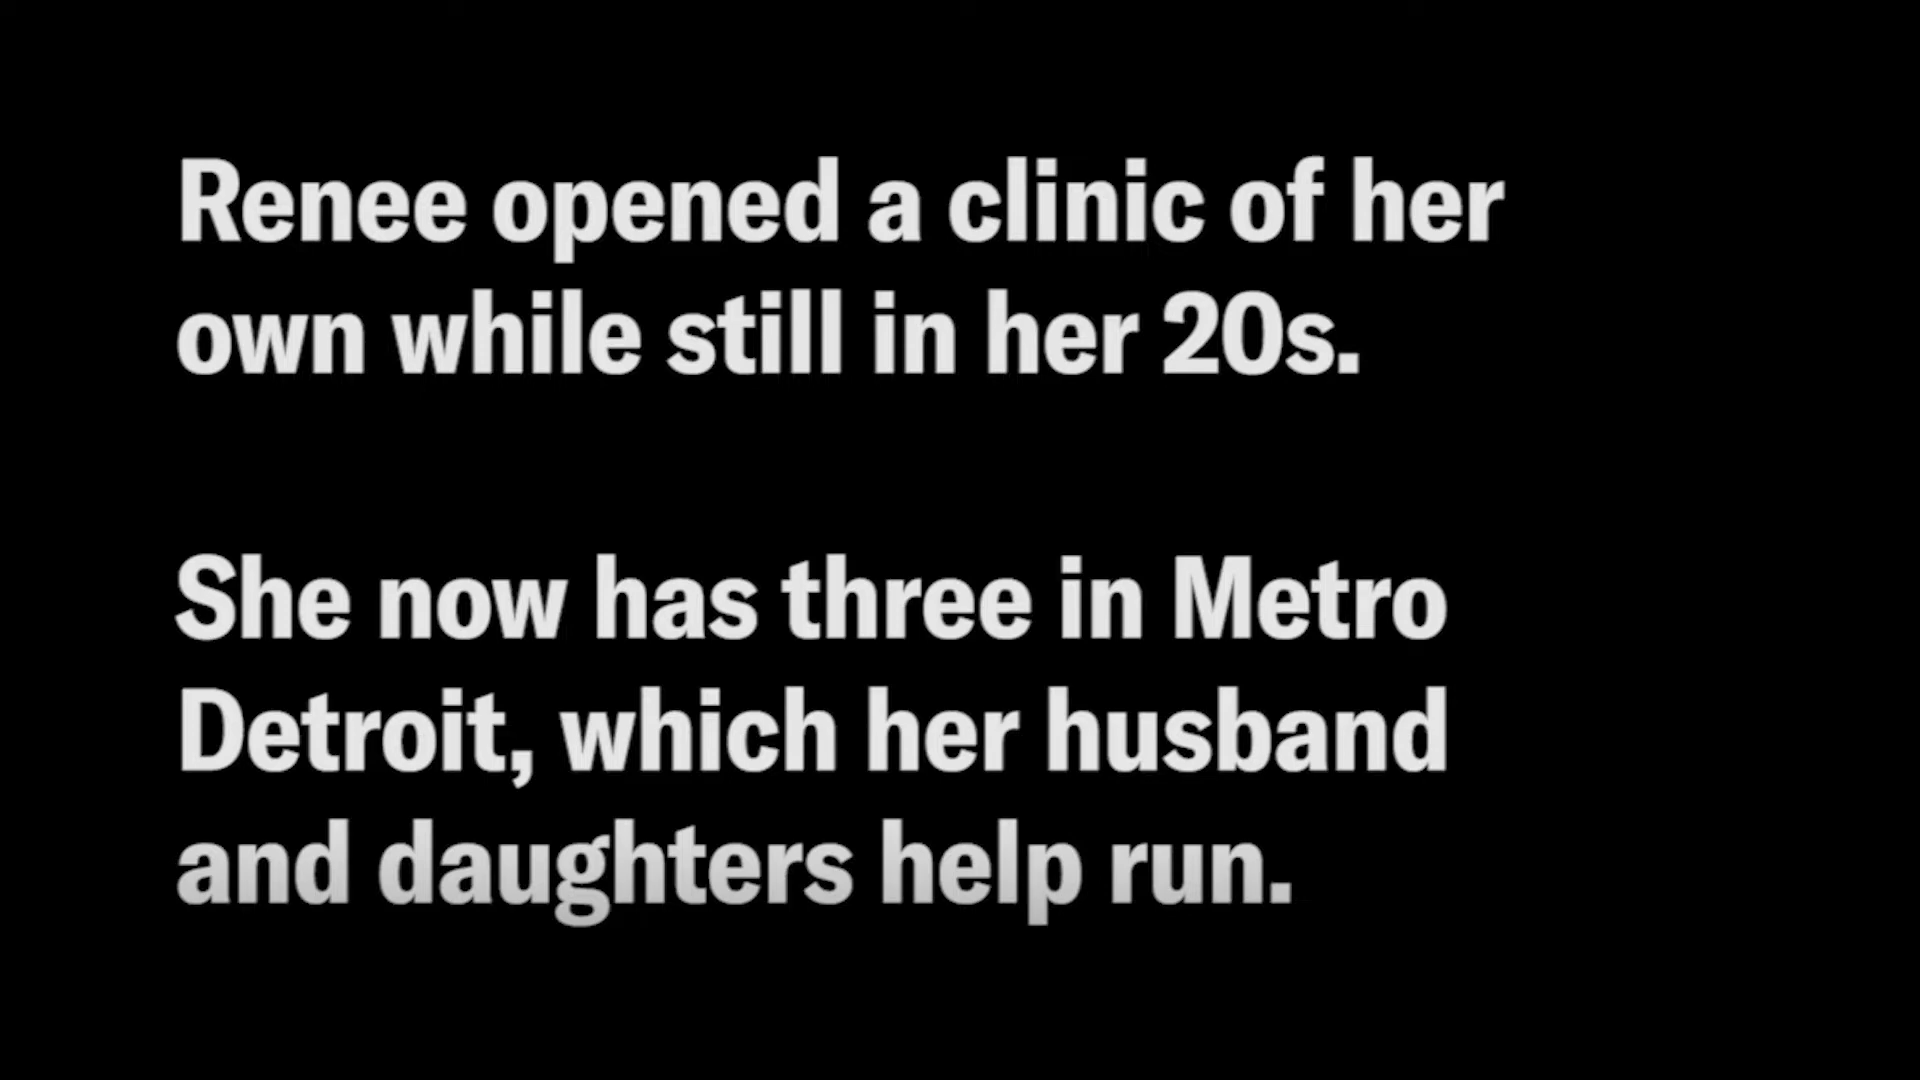 Renee opened a clinic of her
own while still in her 20s.
She now has three in Metro
Detroit, which her husband
and daughters help run.